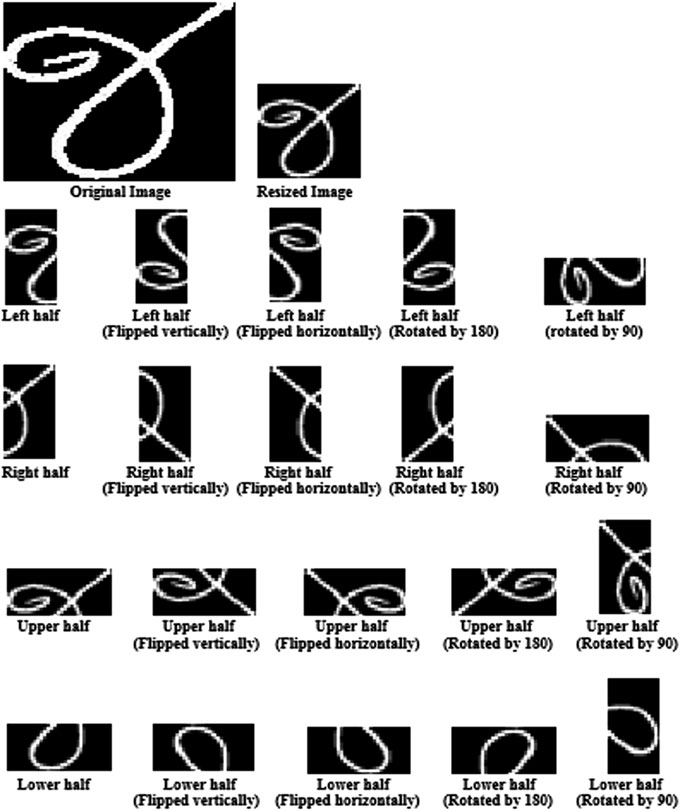 Original Image
Resized Image
Left half
Left half
(Flipped vertically)
Left half
(Flipped horizontally)
Left half
(Rotated by 180)
Left half
(rotated by 90)
Right half
Right half
(Flipped vertically)
Right half
(Flipped horizontally)
Right half
(Rotated by 180)
Right half
(Rotated by 90)
Upper half
Upper half
(Flipped vertically)
Upper half
(Flipped horizontally)
Upper half
(Rotated by 180)
Upper half
(Rotated by 90)
Lower half
Lower half
(Flipped vertically)
Lower half
(Flipped horizontally)
Lower half
(Rotated by 180)
Lower half
(Rotated by 90)